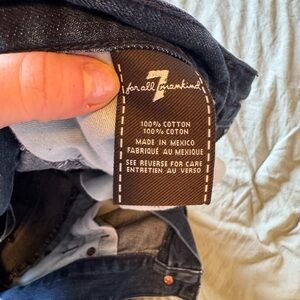 7
for all mankind
100% COTTON
100% COTON
MADE IN MEXICO
FABRIQUÉ AU MEXIQUE
SEE REVERSE FOR CARE
ENTRETIEN AU VERSO